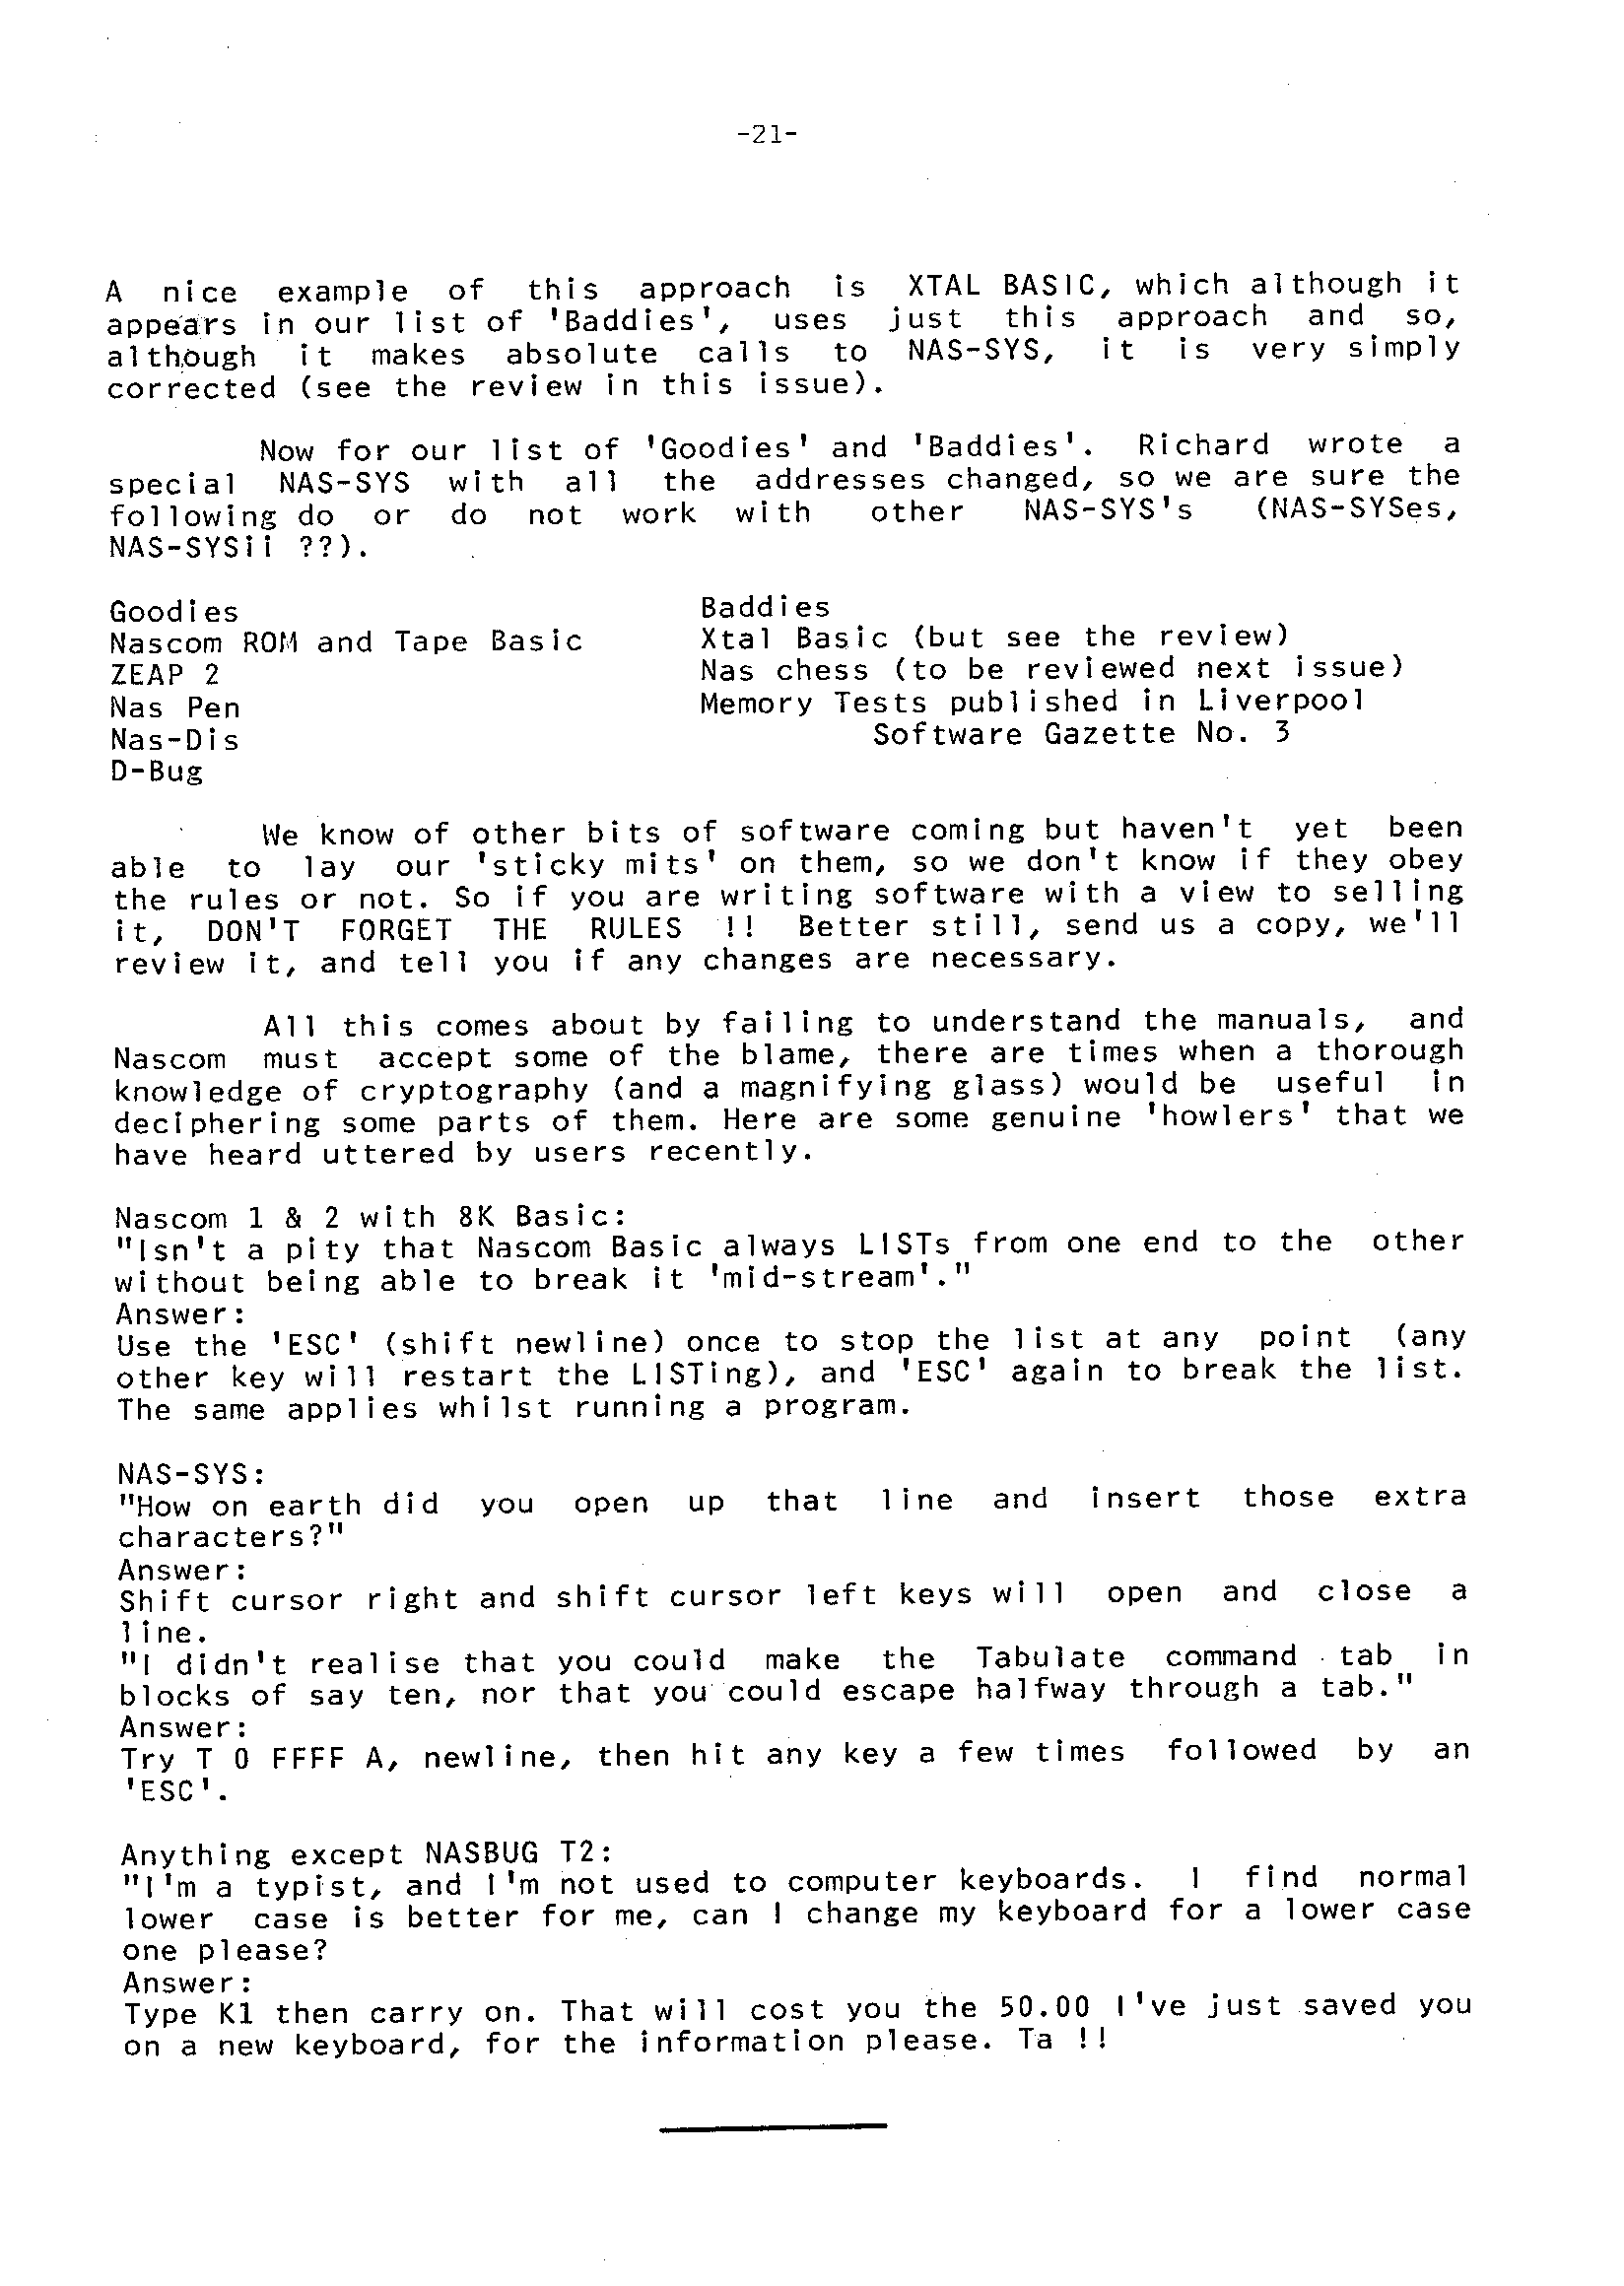 -21-
A nice example of this approach is XTAL BASIC, which although it
appears in our list of 'Baddies', uses just this approach and so,
although it makes absolute calls to NAS-SYS, it is very simply
corrected (see the review in this issue).
Now for our list of 'Goodies' and 'Baddies'. Richard wrote a
special NAS-SYS with all the addresses changed, so we are sure the
following do or do not work with other NAS-SYS's (NAS-SYSes,
NAS-SYSii ??).
Goodies
Nascom ROM and Tape Basic
ZEAP 2
Nas Pen
Nas-Dis
D-Bug
Baddies
Xtal Basic (but see the review)
Nas chess (to be reviewed next issue)
Memory Tests published in Liverpool
Software Gazette No. 3
We know of other bits of software coming but haven't yet been
able to lay our 'sticky mits' on them, so we don't know if they obey
the rules or not. So if you are writing software with a view to selling
it, DON'T FORGET THE RULES !! Better still, send us a copy, we'll
review it, and tell you if any changes are necessary.
All this comes about by failing to understand the manuals, and
Nascom must accept some of the blame, there are times when a thorough
knowledge of cryptography (and a magnifying glass) would be useful in
deciphering some parts of them. Here are some genuine 'howlers' that we
have heard uttered by users recently.
Nascom 1 & 2 with 8K Basic:
"Isn't a pity that Nascom Basic always LISTs from one end to the other
without being able to break it 'mid-stream'."
Answer:
Use the 'ESC' (shift newline) once to stop the list at any point (any
other key will restart the LISTing), and 'ESC' again to break the list.
The same applies whilst running a program.
NAS-SYS:
"How on earth did you open up that line and insert those extra
characters?"
Answer:
Shift cursor right and shift cursor left keys will open and close a
line.
"I didn't realise that you could make the Tabulate command tab in
blocks of say ten, nor that you could escape halfway through a tab."
Answer:
Try T 0 FFFF A, newline, then hit any key a few times followed by an
'ESC'.
Anything except NASBUG T2:
"I'm a typist, and I'm not used to computer keyboards. I find normal
lower case is better for me, can I change my keyboard for a lower case
one please?
Answer:
Type K1 then carry on. That will cost you the 50.00 I've just saved you
on a new keyboard, for the information please. Ta !!